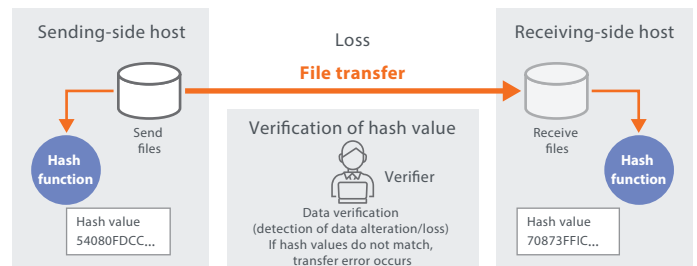 Sending-side host
Send
files
Hash
function
Hash value
54080FDCC...
Loss
File transfer
Verification of hash value
Verifier
Data verification
(detection of data alteration/loss)
If hash values do not match,
transfer error occurs
Receiving-side host
Receive
files
Hash
function
Hash value
70873FFIC...